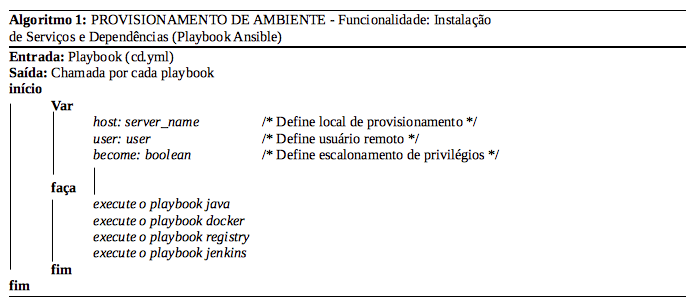 Algoritmo 1: PROVISIONAMENTO DE AMBIENTE - Funcionalidade: Instalação
de Serviços e Dependências (Playbook Ansible)
Entrada: Playbook (cd.yml)
Saída: Chamada por cada playbook
início
Var
host: server_name /* Define local de provisionamento */
user: user /* Define usuário remoto */
become: boolean /* Define escalonamento de privilégios */
faça
execute o playbook java
execute o playbook docker
execute o playbook registry
execute o playbook jenkins
fim
fim